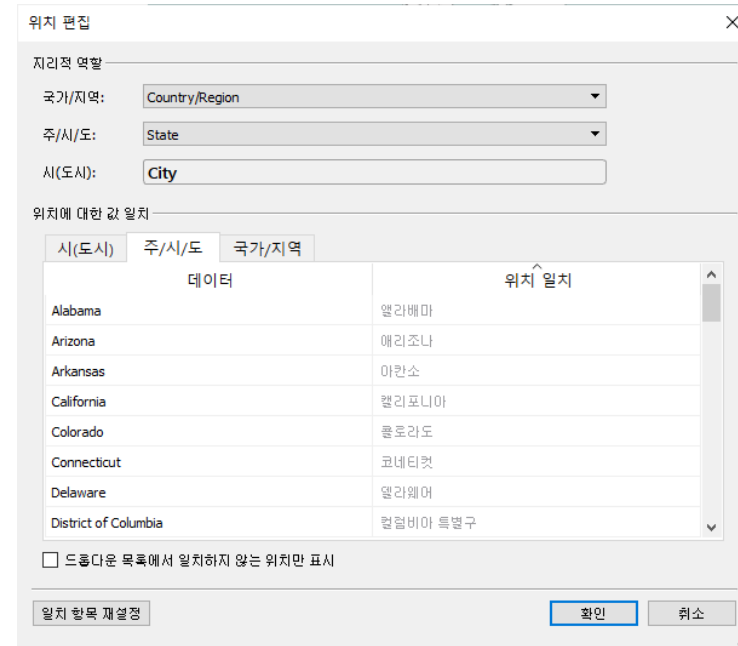 위치 편집
지리적 역할
국가/지역: Country/Region
주/시/도: State
시(도시): City
위치에 대한 값 일치
시(도시) 주/시/도 국가/지역
데이터 위치 일치
Alabama 앨라배마
Arizona 애리조나
Arkansas 아칸소
California 캘리포니아
Colorado 콜로라도
Connecticut 코네티컷
Delaware 델라웨어
District of Columbia 컬럼비아 특별구
드롭다운 목록에서 일치하지 않는 위치만 표시
일치 항목 재설정 확인 취소